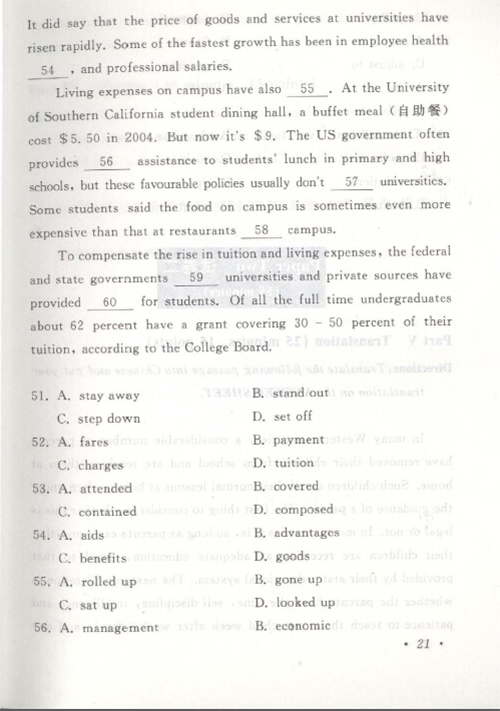 It did say that the price of goods and services at universities have
risen rapidly. Some of the fastest growth has been in employee health
54 , and professional salaries.
Living expenses on campus have also 55 . At the University
of Southern California student dining hall, a buffet meal (自助餐)
cost $5.50 in 2004. But now it's $9. The US government often
provides 56 assistance to students' lunch in primary and high
schools, but these favourable policies usually don't 57 universities.
Some students said the food on campus is sometimes even more
expensive than that at restaurants 58 campus.
To compensate the rise in tuition and living expenses, the federal
and state governments 59 universities and private sources have
provided 60 for students. Of all the full time undergraduates
about 62 percent have a grant covering 30 – 50 percent of their
tuition, according to the College Board.
51. A. stay away B. stand out
C. step down D. set off
52. A. fares B. payment
C. charges D. tuition
53. A. attended B. covered
C. contained D. composed
54. A. aids B. advantages
C. benefits D. goods
55. A. rolled up B. gone up
C. sat up D. looked up
56. A. management B. economic
· 21 ·